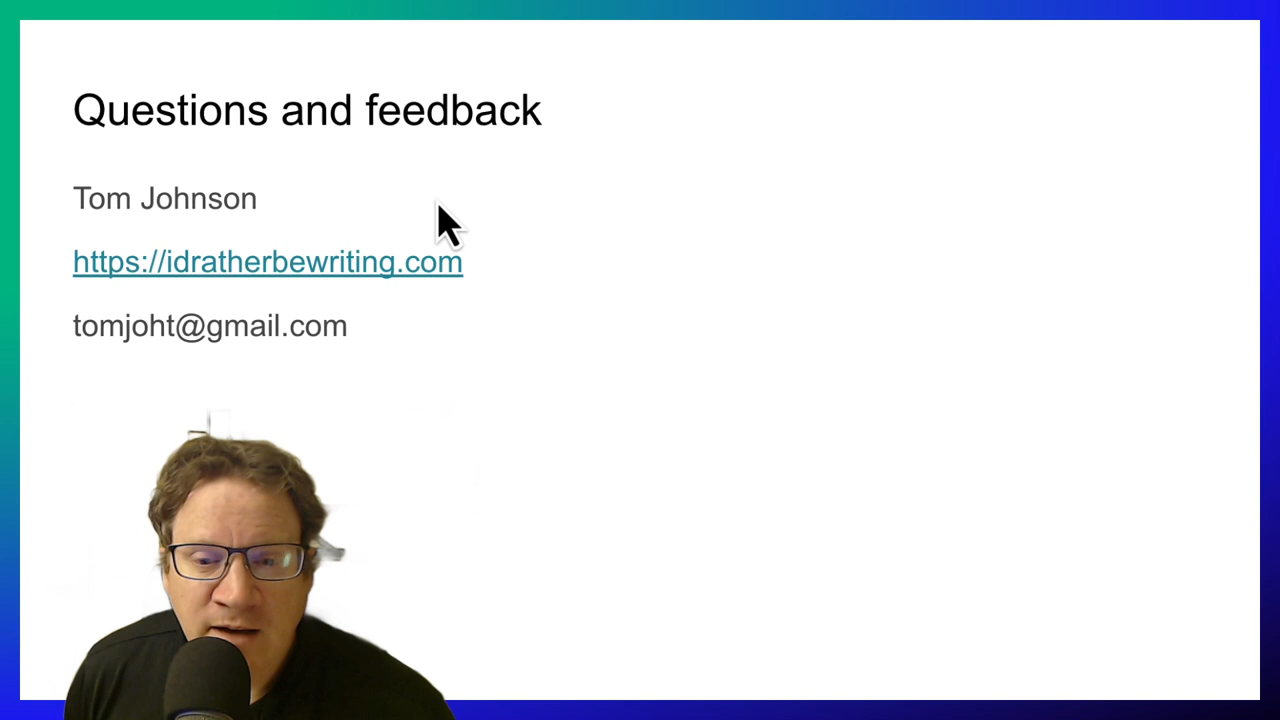 Questions and feedback
Tom Johnson
https://idratherbewriting.com
tomjoht@gmail.com